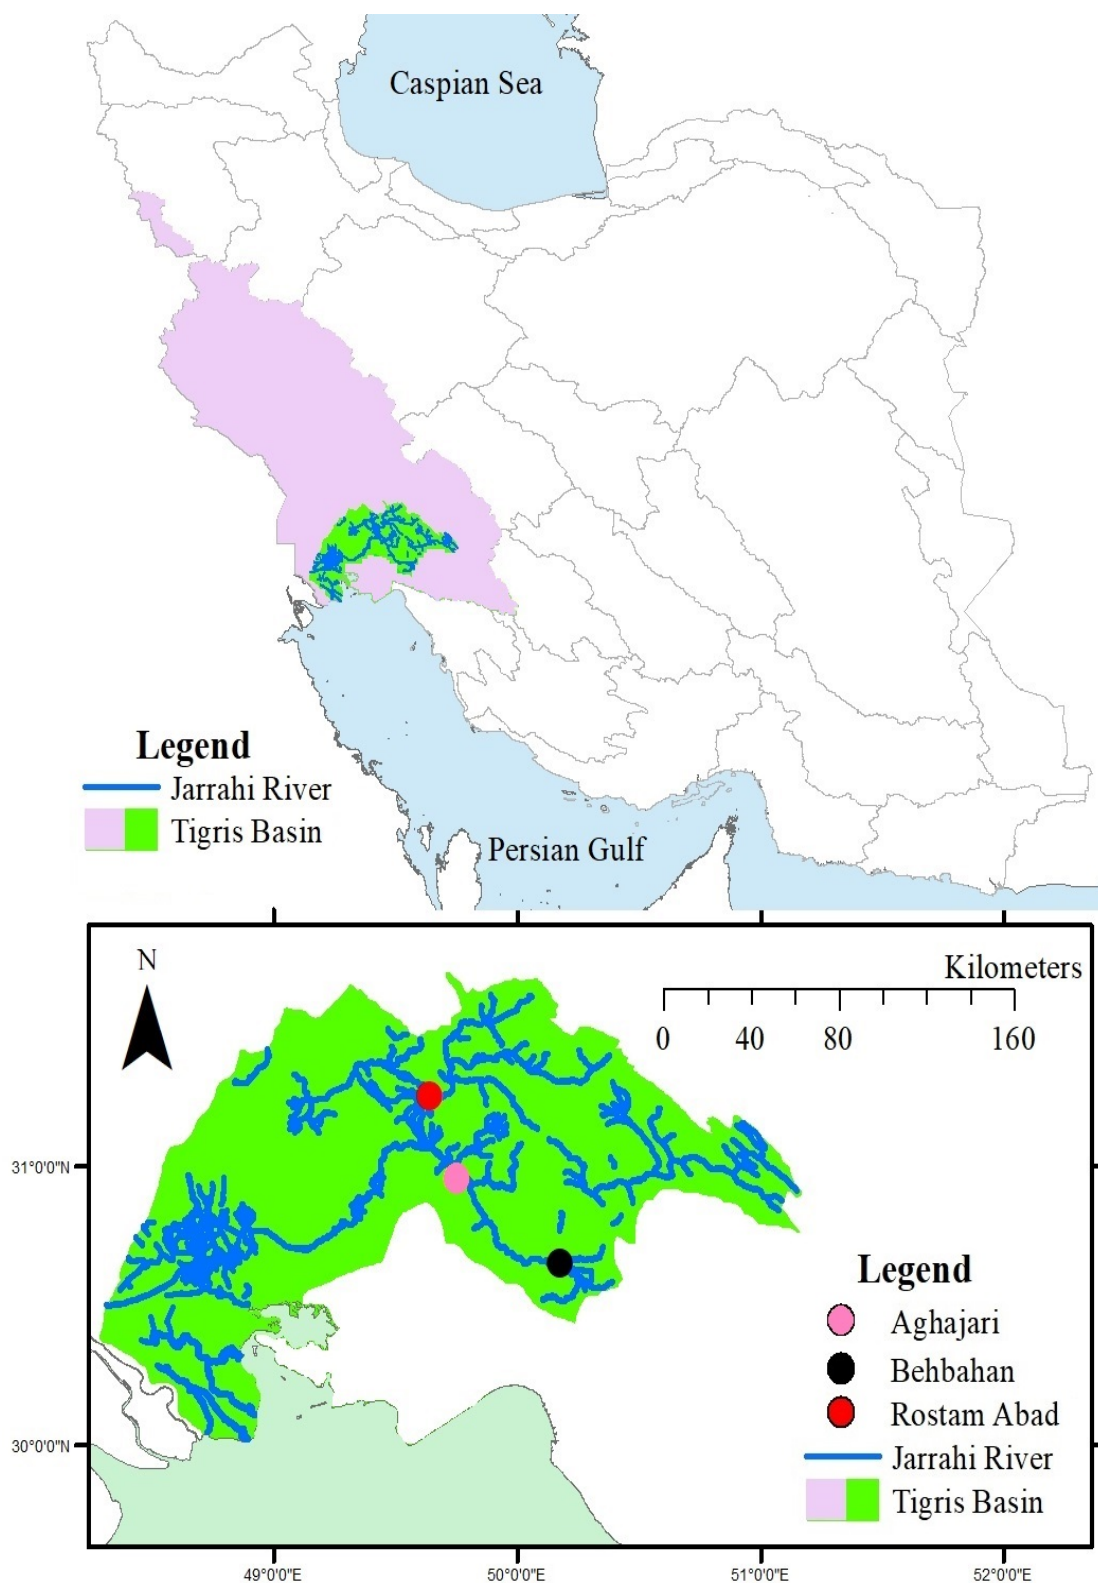 Caspian Sea
Legend
Jarrahi River
Tigris Basin
Persian Gulf
N
Kilometers
0 40 80 160
31°0'0"N
Legend
Aghajari
Behbahan
Rostam Abad
30°0'0"N
Jarrahi River
Tigris Basin
49°0'0"E 50°0'0"E 51°0'0"E 52°0'0"E